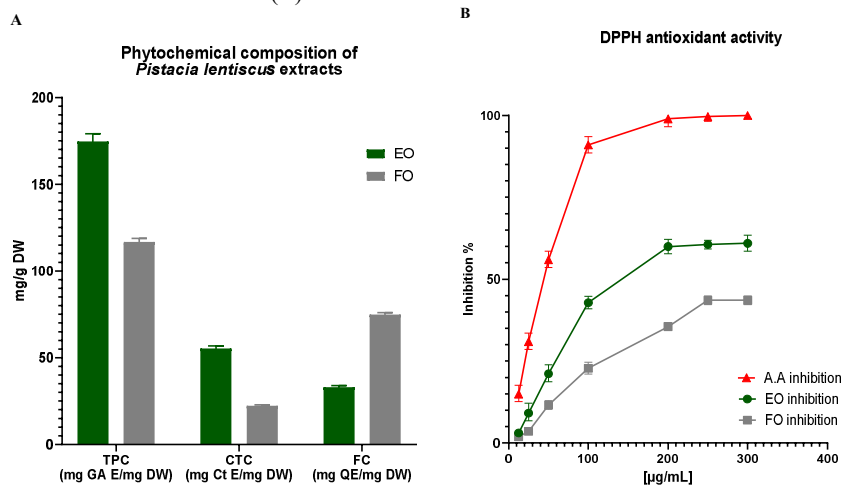 A
Phytochemical composition of
Pistacia lentiscus extracts
200
150
100
50
0
mg/g DW
EO
FO
TPC
(mg GA E/mg DW)
CTC
(mg Ct E/mg DW)
FC
(mg QE/mg DW)
B
DPPH antioxidant activity
100
50
0
Inhibition %
A.A inhibition
EO inhibition
FO inhibition
0
100
200
300
400
[µg/mL]